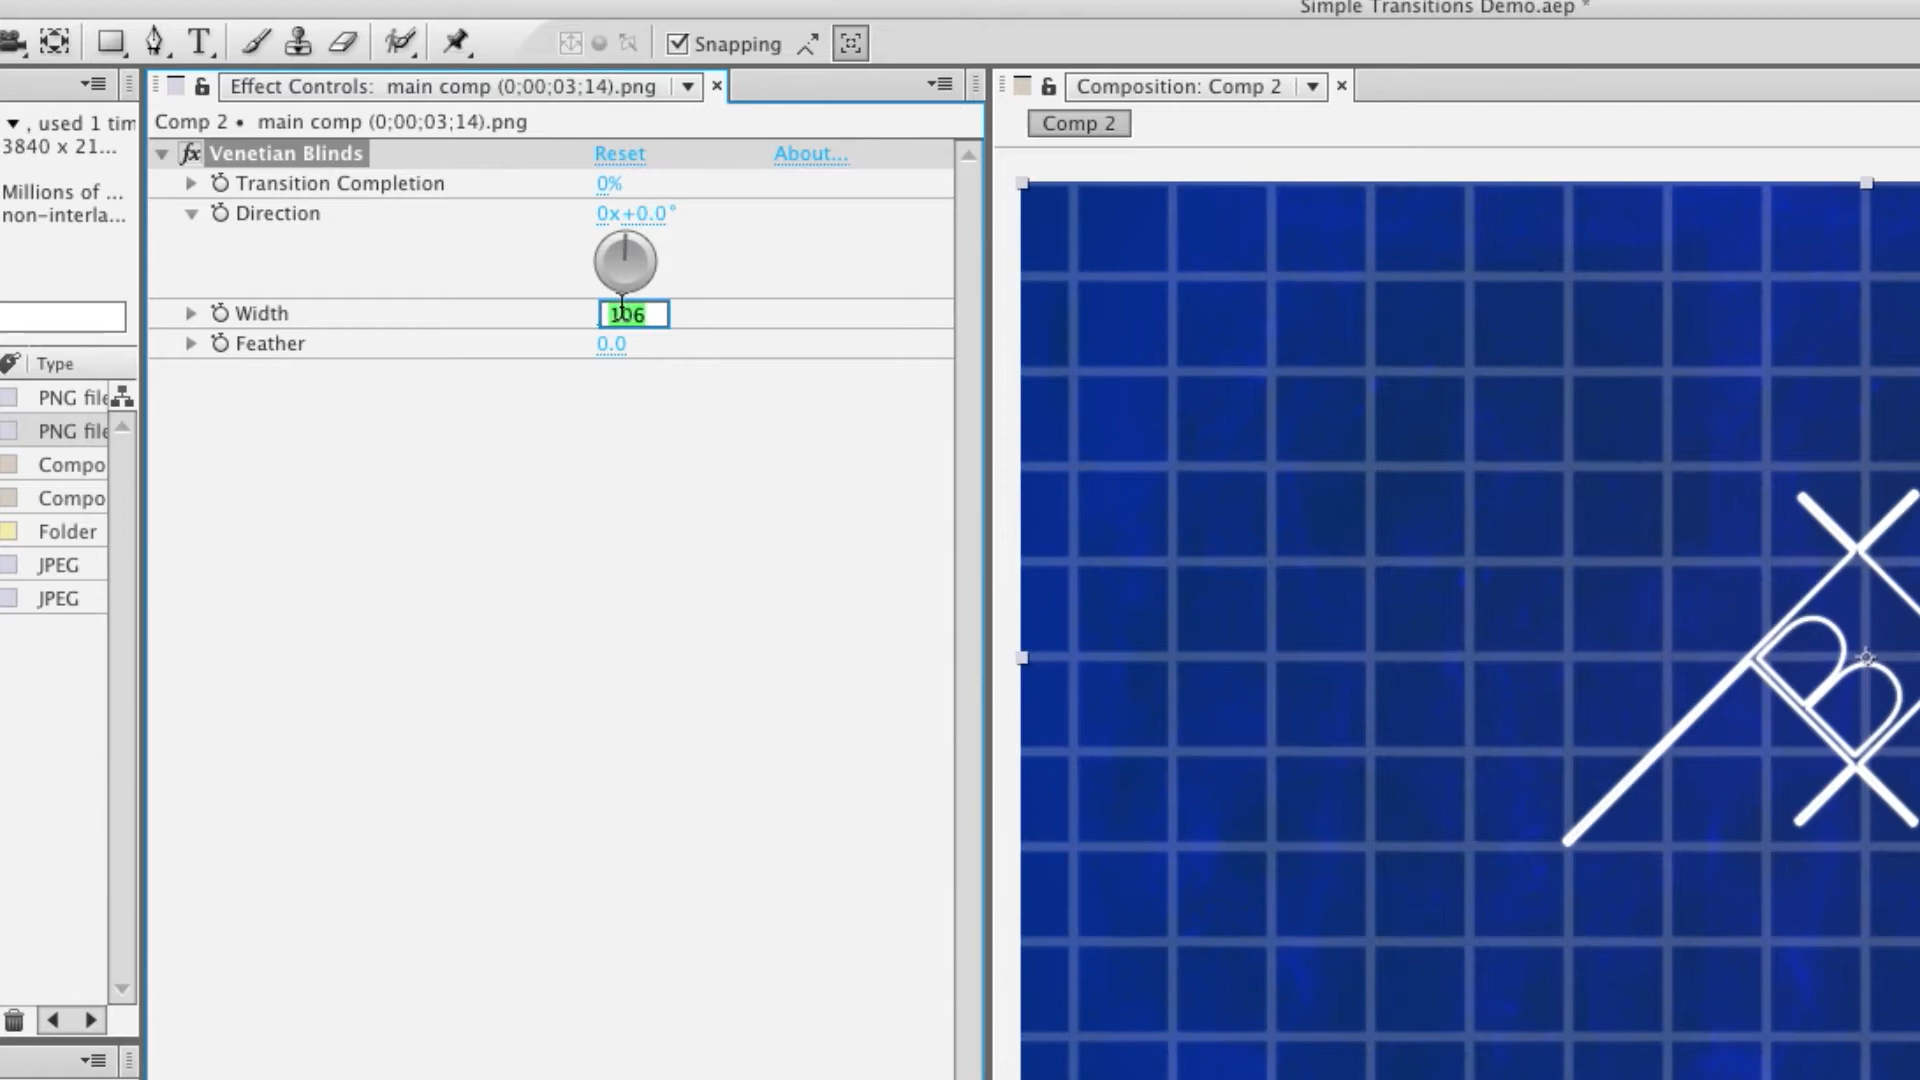 Simple Transitions Demo.aep *
T
Snapping
Effect Controls: main comp (0;00;03;14).png
Composition: Comp 2
Comp 2 • main comp (0;00;03;14).png
Comp 2
, used 1 tim
3840 x 21...
Millions of ...
non-interla...
fx Venetian Blinds Reset About...
Transition Completion 0%
Direction 0x+0.0°
Width 106
Feather 0.0
Type
PNG file
PNG file
Compo
Compo
Folder
JPEG
JPEG
B